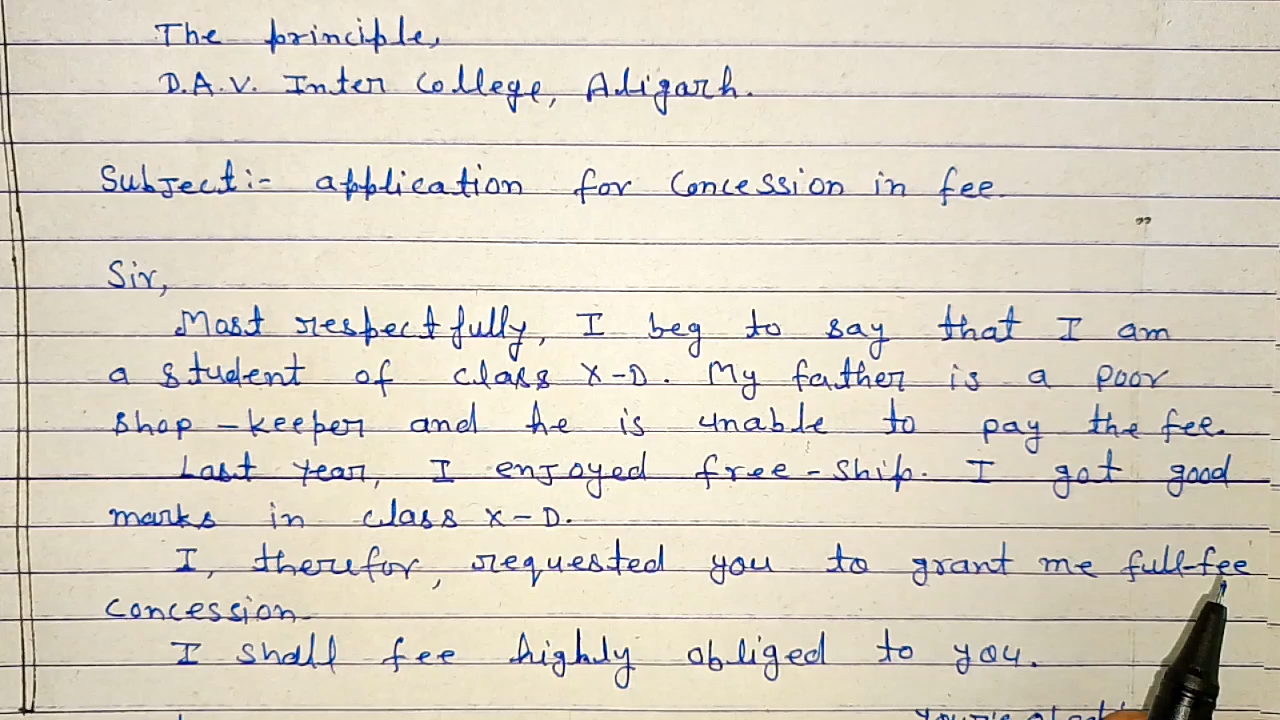 The principle,
D.A.V. Inter College, Aligarh.
Subject:- application for Concession in fee.
Sir,
Most respectfully, I beg to say that I am
a student of class X-D. My father is a poor
shop-keeper and he is unable to pay the fee.
Last year, I enjoyed free-ship. I got good
marks in class X-D.
I, therefor, requested you to grant me full-fee
concession.
I shall fee highly obliged to you.